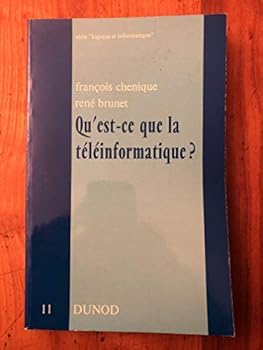 série "logique et informatique"
françois chenique
rené brunet
Qu'est-ce que la
téléinformatique?
11
DUNOD